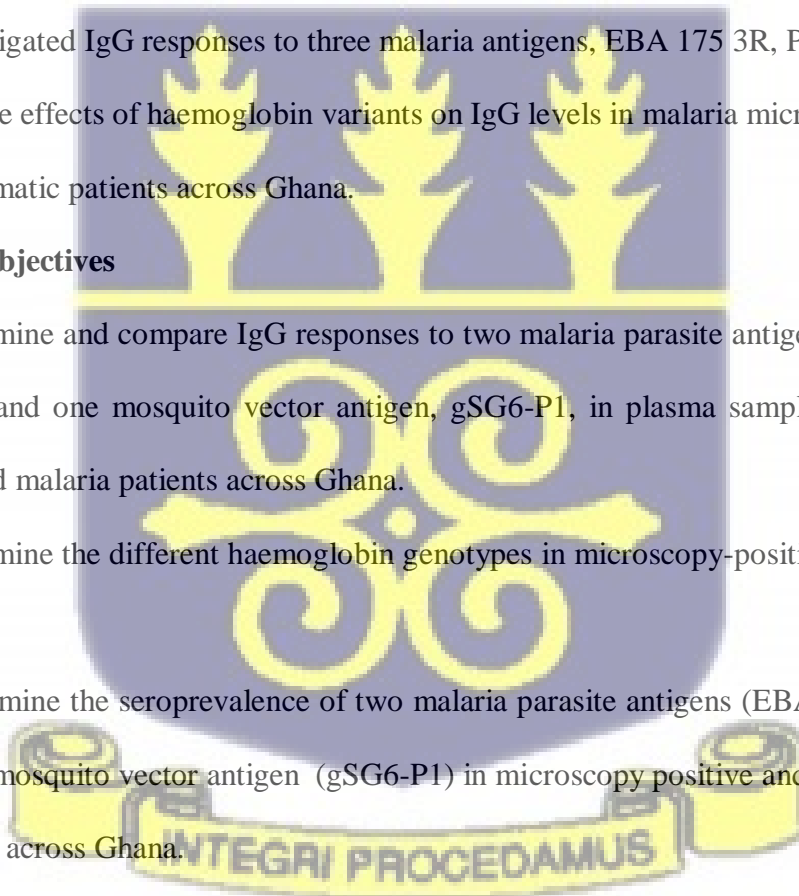 igated IgG responses to three malaria antigens, EBA 175 3R, P
e effects of haemoglobin variants on IgG levels in malaria micr
matic patients across Ghana.
bjectives
mine and compare IgG responses to two malaria parasite antige
and one mosquito vector antigen, gSG6-P1, in plasma sampl
d malaria patients across Ghana.
mine the different haemoglobin genotypes in microscopy-positi
mine the seroprevalence of two malaria parasite antigens (EBA
mosquito vector antigen (gSG6-P1) in microscopy positive and
across Ghana.
INTEGRI PROCEDAMUS